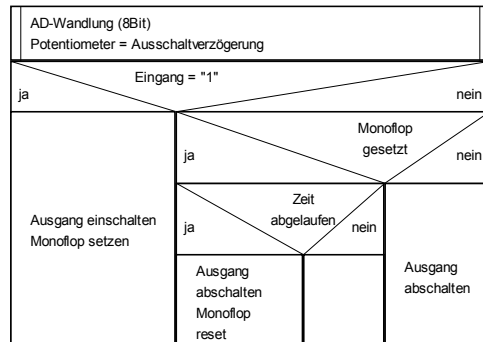 AD-Wandlung (8Bit)
Potentiometer = Ausschaltverzögerung
Eingang = "1"
ja
nein
Monoflop
gesetzt
ja
nein
Zeit
abgelaufen
ja
nein
Ausgang einschalten
Monoflop setzen
Ausgang
abschalten
Monoflop
reset
Ausgang
abschalten